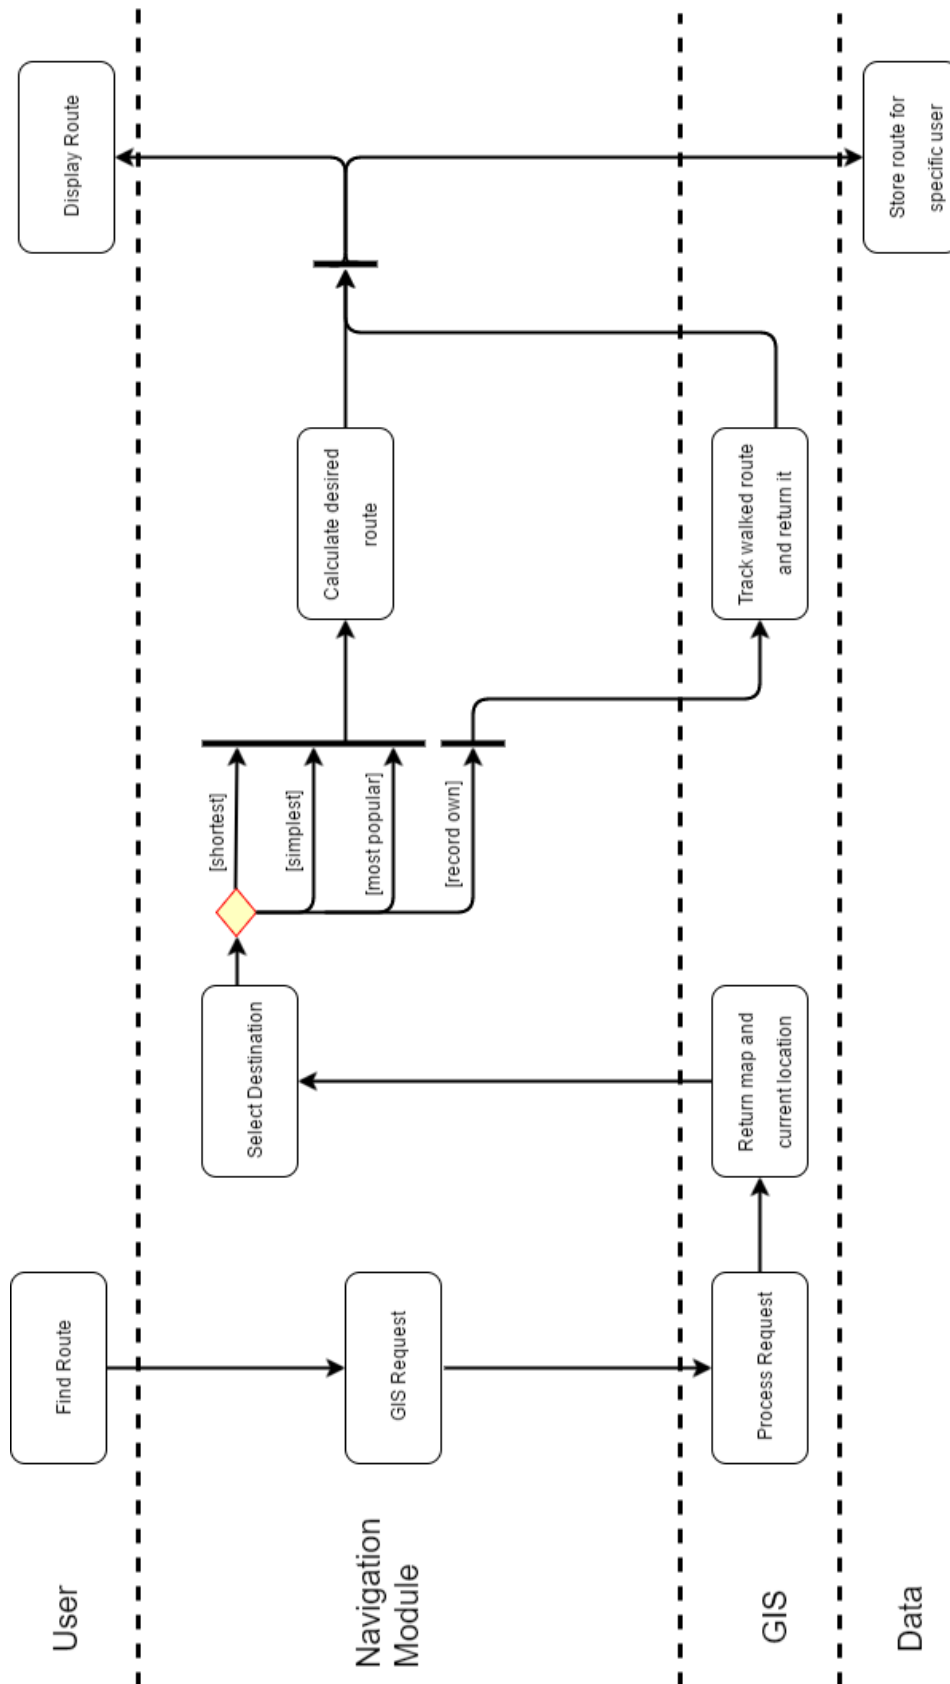 User
Find Route
Display Route
Navigation
Module
GIS Request
Select Destination
[shortest]
[simplest]
[most popular]
[record own]
Calculate desired
route
GIS
Process Request
Return map and
current location
Track walked route
and return it
Data
Store route for
specific user